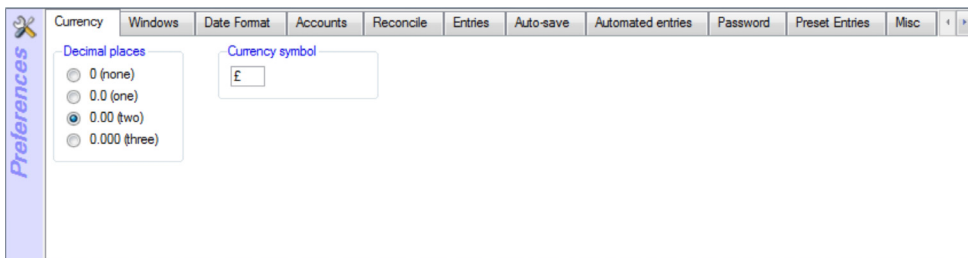 Preferences
Currency Windows Date Format Accounts Reconcile Entries Auto-save Automated entries Password Preset Entries Misc
Decimal places
0 (none)
0.0 (one)
0.00 (two)
0.000 (three)
Currency symbol
£